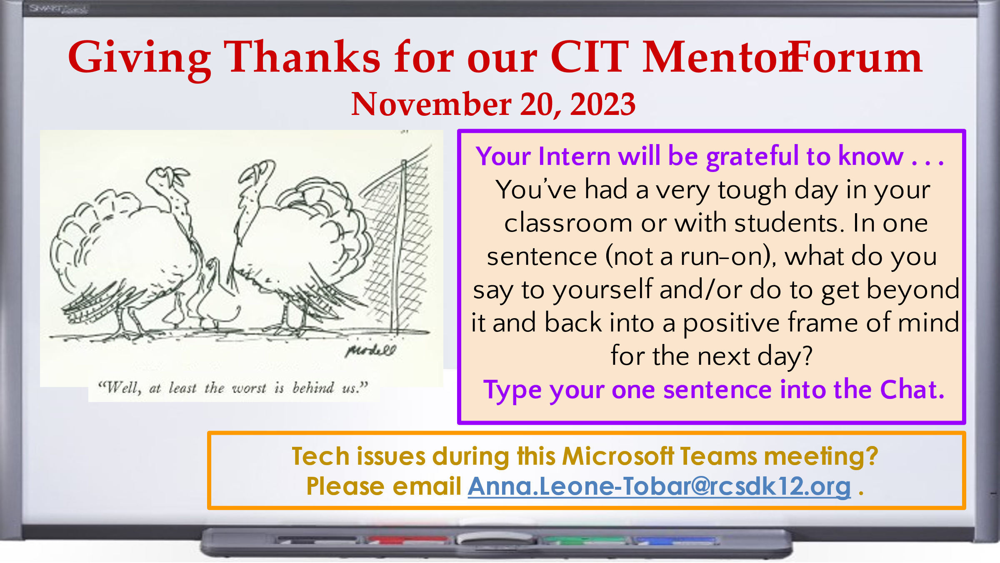 SMART
Giving Thanks for our CIT Mentor Forum
November 20, 2023
Your Intern will be grateful to know . . .
You’ve had a very tough day in your
classroom or with students. In one
sentence (not a run-on), what do you
say to yourself and/or do to get beyond
it and back into a positive frame of mind
for the next day?
Type your one sentence into the Chat.
modell
“Well, at least the worst is behind us.”
Tech issues during this Microsoft Teams meeting?
Please email Anna.Leone-Tobar@rcsdk12.org .